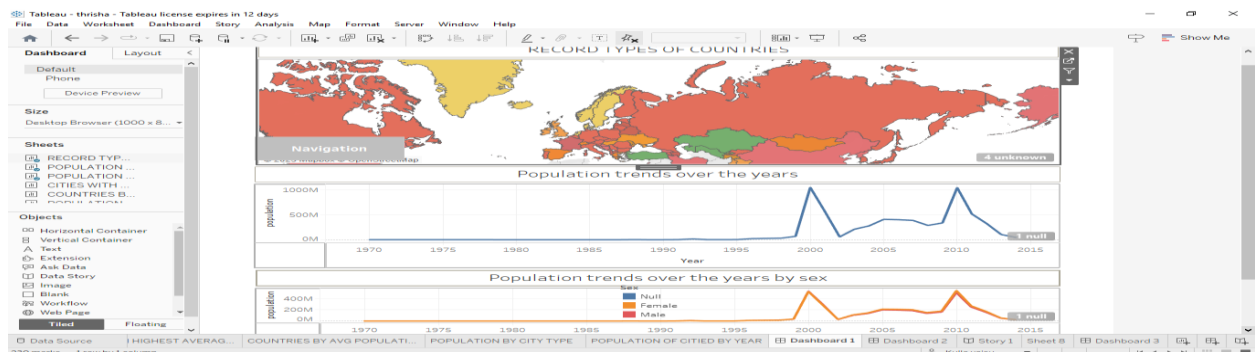 Tableau - thrisha - Tableau license expires in 12 days
File Data Worksheet Dashboard Story Analysis Map Format Server Window Help
Show Me
Dashboard Layout
Default
Phone
Device Preview
Size
Desktop Browser (1000 x 8...
Sheets
RECORD TYP...
POPULATION ...
POPULATION ...
CITIES WITH ...
COUNTRIES B...
Objects
Horizontal Container
Vertical Container
Text
Extension
Ask Data
Data Story
Image
Blank
Workflow
Web Page
Tiled Floating
RECORD TYPES OF COUNTRIES
Navigation
4 unknown
Population trends over the years
population
1000M
500M
0M
1 null
1970 1975 1980 1985 1990 1995 2000 2005 2010 2015
Year
Population trends over the years by sex
population
400M
200M
0M
Null
Female
Male
1 null
1970 1975 1980 1985 1990 1995 2000 2005 2010 2015
Data Source HIGHEST AVERAG... COUNTRIES BY AVG POPULATI... POPULATION BY CITY TYPE POPULATION OF CITIED BY YEAR Dashboard 1 Dashboard 2 Story 1 Sheet 8 Dashboard 3